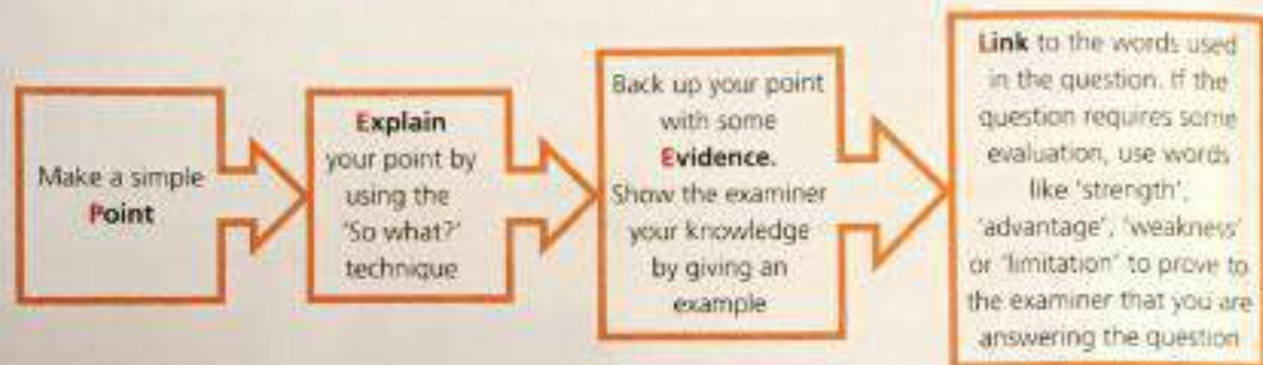 Make a simple
Point
Explain
your point by
using the
'So what?'
technique
Back up your point
with some
Evidence.
Show the examiner
your knowledge
by giving an
example
Link to the words used
in the question. If the
question requires some
evaluation, use words
like 'strength',
'advantage', 'weakness'
or 'limitation' to prove to
the examiner that you are
answering the question